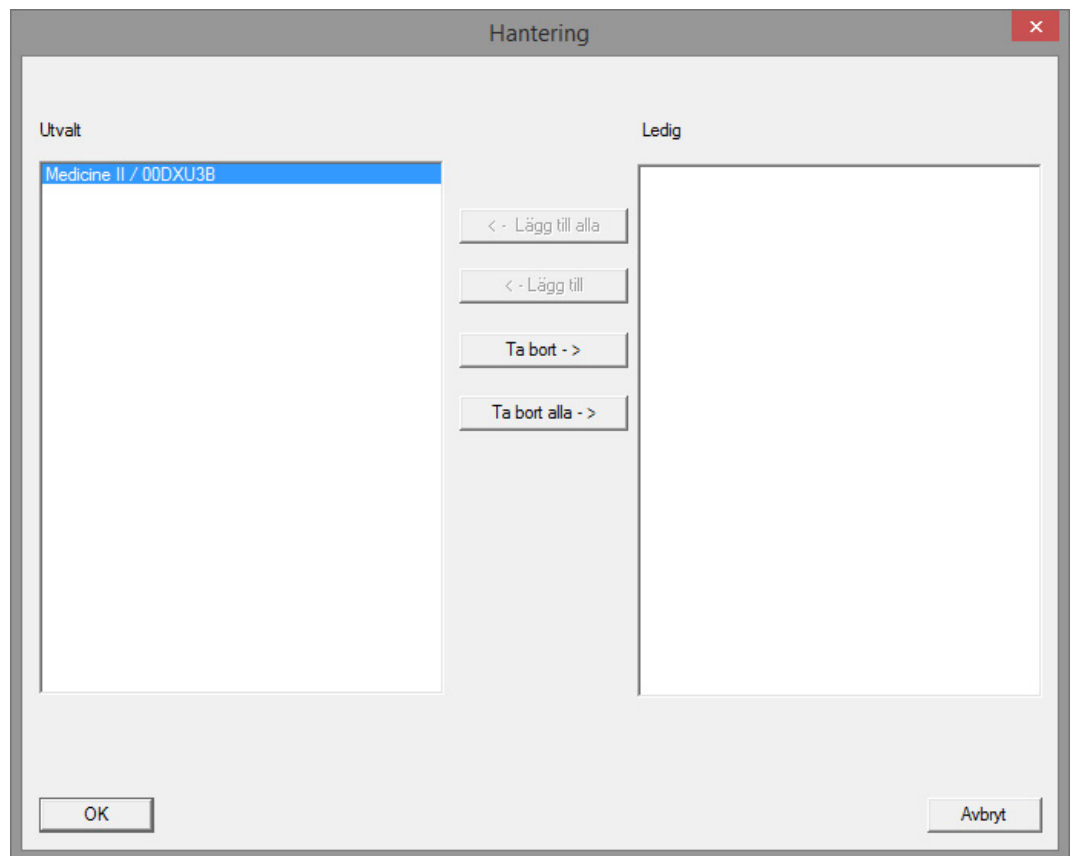 Hantering
Utvalt
Ledig
Medicine II / 00DXU3B
< - Lägg till alla
< - Lägg till
Ta bort - >
Ta bort alla - >
OK
Avbryt